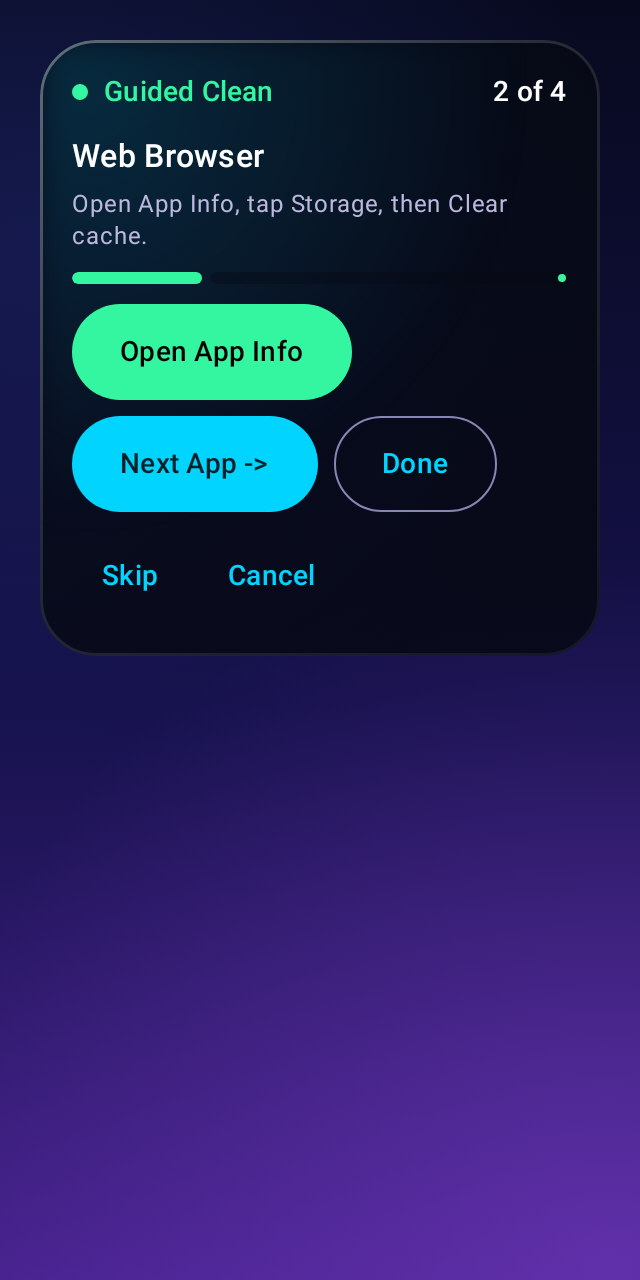 Guided Clean
2 of 4
Web Browser
Open App Info, tap Storage, then Clear
cache.
Open App Info
Next App ->
Done
Skip
Cancel